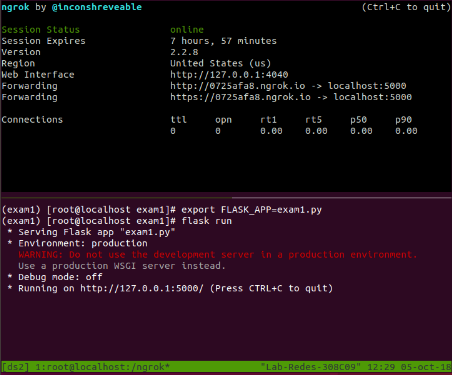 ngrok by @inconshreveable (Ctrl+C to quit)
Session Status online
Session Expires 7 hours, 57 minutes
Version 2.2.8
Region United States (us)
Web Interface http://127.0.0.1:4040
Forwarding http://0725afa8.ngrok.io -> localhost:5000
Forwarding https://0725afa8.ngrok.io -> localhost:5000
Connections ttl opn rt1 rt5 p50 p90
0 0 0.00 0.00 0.00 0.00
(exam1) [root@localhost exam1]# export FLASK_APP=exam1.py
(exam1) [root@localhost exam1]# flask run
* Serving Flask app "exam1.py"
* Environment: production
WARNING: Do not use the development server in a production environment.
Use a production WSGI server instead.
* Debug mode: off
* Running on http://127.0.0.1:5000/ (Press CTRL+C to quit)
[ds2] 1:root@localhost:/ngrok* "Lab-Redes-308C09" 12:29 05-oct-18